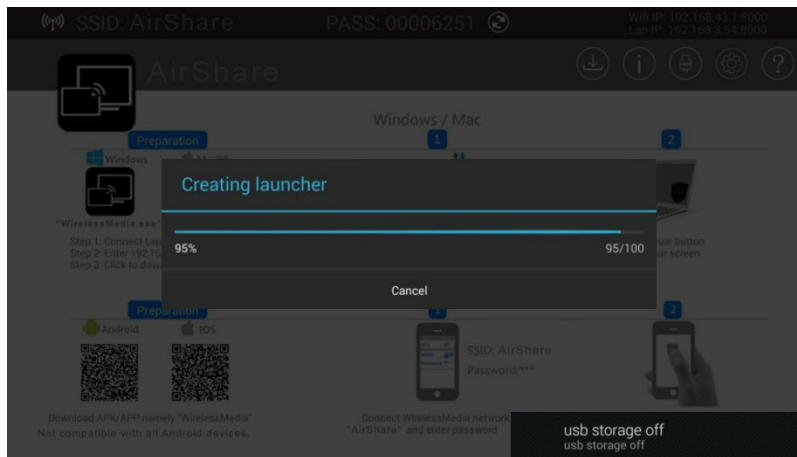 SSID: AirShare PASS: 00006251
Wifi IP: 192.168.43.1:8000
Lan IP: 192.168.3.54:8000
AirShare
Windows / Mac
Preparation 1 2
Windows
"WirelessMedia.exe"
Step 1: Connect Lap
Step 2: Enter 192.16
Step 3: Click to dow
ual button
ur screen
Creating launcher
95% 95/100
Cancel
Preparation 1 2
Android IOS
SSID: AirShare
Password:***
Download APK/APP namely "WirelessMedia"
Not compatible with all Android devices.
Connect WirelessMedia network
"AirShare" and enter password
usb storage off
usb storage off